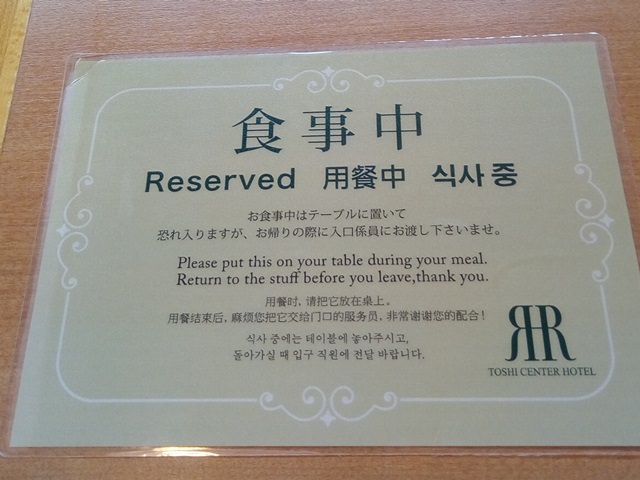 食事中
Reserved 用餐中 식사 중
お食事中はテーブルに置いて
恐れ入りますが、お帰りの際に入口係員にお渡し下さいませ。
Please put this on your table during your meal.
Return to the stuff before you leave,thank you.
用餐时，请把它放在桌上。
用餐结束后，麻烦您把它交给门口的服务员，非常谢谢您的配合！
식사 중에는 테이블에 놓아주시고,
돌아가실 때 입구 직원에 전달 바랍니다.
TOSHI CENTER HOTEL